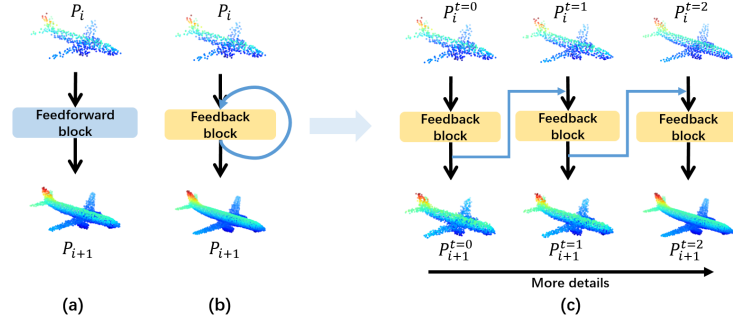 $P_i$
$P_i$
$P_i^{t=0}$
$P_i^{t=1}$
$P_i^{t=2}$
Feedforward
block
Feedback
block
Feedback
block
Feedback
block
Feedback
block
$P_{i+1}$
$P_{i+1}$
$P_{i+1}^{t=0}$
$P_{i+1}^{t=1}$
$P_{i+1}^{t=2}$
More details
(a)
(b)
(c)